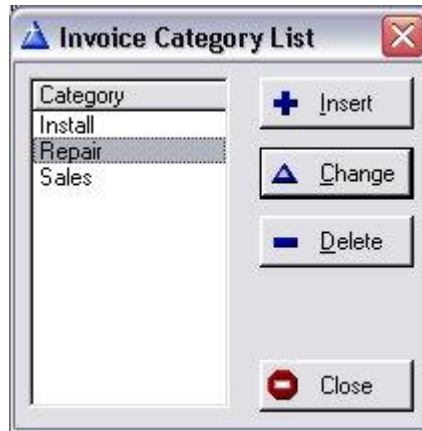 Invoice Category List
Category
Install
Repair
Sales
Insert
Change
Delete
Close